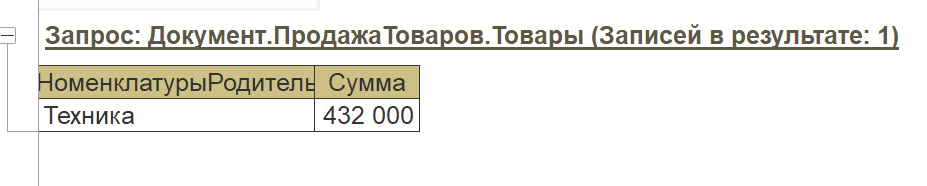 Запрос: Документ.ПродажаТоваров.Товары (Записей в результате: 1)
НоменклатурыРодитель Сумма
Техника 432 000